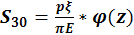 S₃₀ = pξ/πE * φ(z)